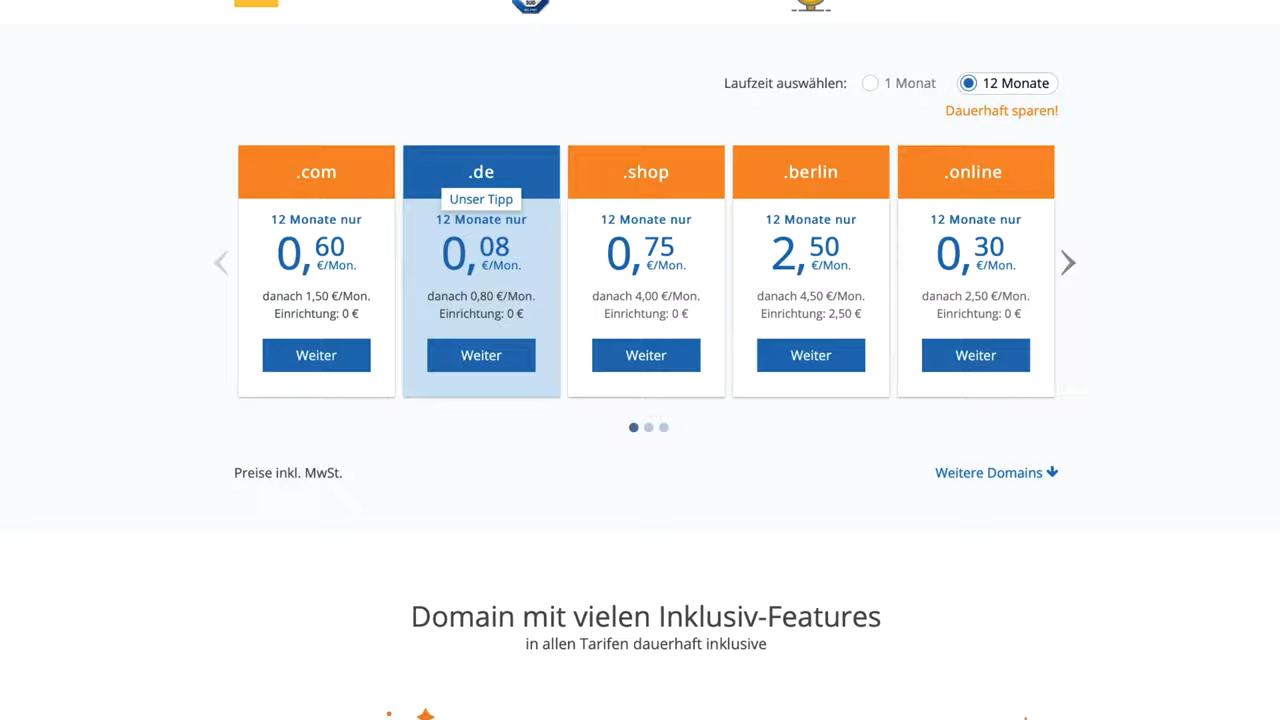 Laufzeit auswählen: 1 Monat 12 Monate
Dauerhaft sparen!
.com
12 Monate nur
0,60 €/Mon.
danach 1,50 €/Mon.
Einrichtung: 0 €
Weiter
.de
Unser Tipp
12 Monate nur
0,08 €/Mon.
danach 0,80 €/Mon.
Einrichtung: 0 €
Weiter
.shop
12 Monate nur
0,75 €/Mon.
danach 4,00 €/Mon.
Einrichtung: 0 €
Weiter
.berlin
12 Monate nur
2,50 €/Mon.
danach 4,50 €/Mon.
Einrichtung: 2,50 €
Weiter
.online
12 Monate nur
0,30 €/Mon.
danach 2,50 €/Mon.
Einrichtung: 0 €
Weiter
Preise inkl. MwSt.
Weitere Domains
Domain mit vielen Inklusiv-Features
in allen Tarifen dauerhaft inklusive